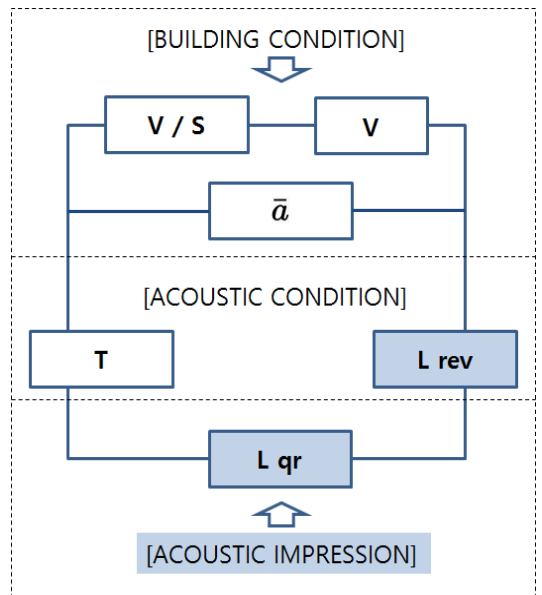 [BUILDING CONDITION]
V / S
V
ā
[ACOUSTIC CONDITION]
T
L rev
L qr
[ACOUSTIC IMPRESSION]